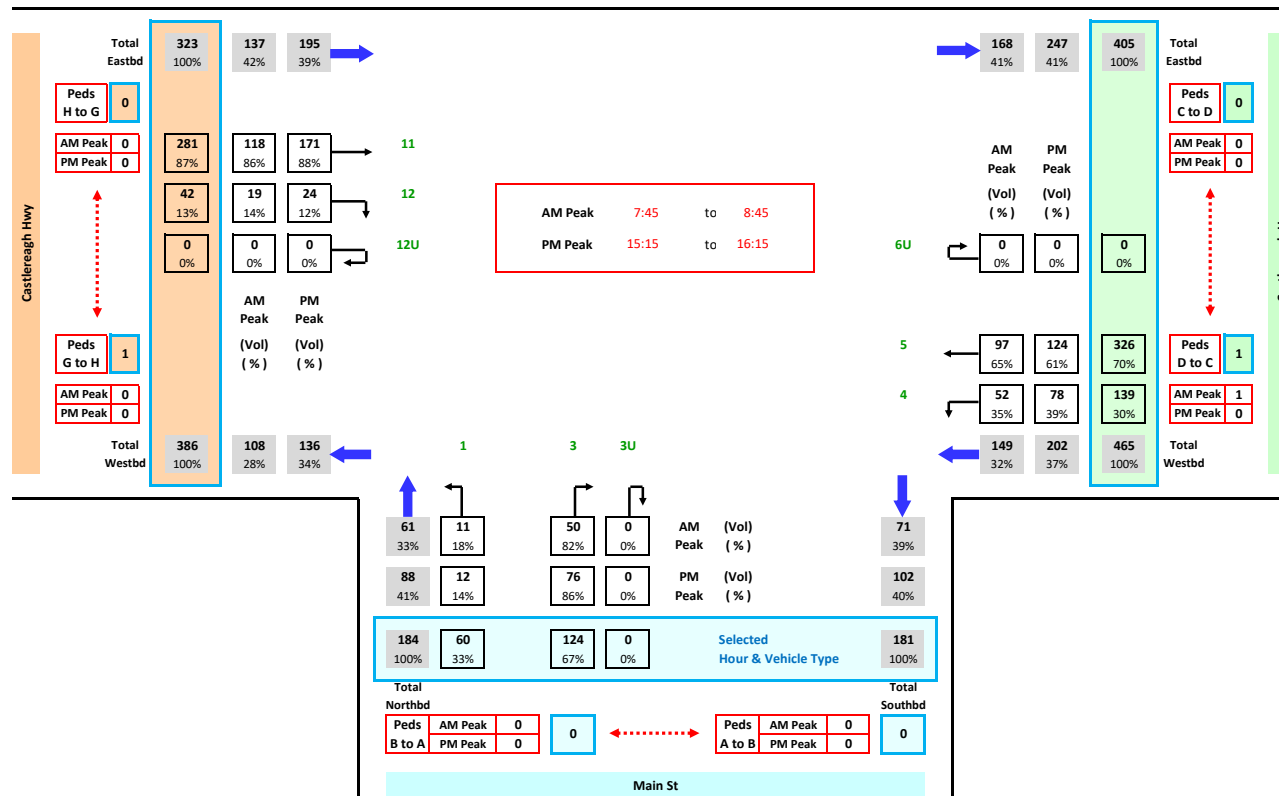 Castlereagh Hwy
Total
Eastbd
323 137 195
100% 42% 39%
168 247 405
41% 41% 100%
Total
Eastbd
Peds
H to G
0
Peds
C to D
0
AM Peak 0
PM Peak 0
281 118 171
87% 86% 88%
11
AM Peak
PM Peak
(Vol) (Vol)
( % ) ( % )
AM Peak 0
PM Peak 0
42 19 24
13% 14% 12%
12
AM Peak 7:45 to 8:45
PM Peak 15:15 to 16:15
0 0 0
0% 0% 0%
12U
6U
0 0 0
0% 0% 0%
AM Peak
PM Peak
(Vol) (Vol)
( % ) ( % )
Peds
G to H
1
5
97 124 326
65% 61% 70%
Peds
D to C
1
AM Peak 0
PM Peak 0
4
52 78 139
35% 39% 30%
AM Peak 1
PM Peak 0
Total
Westbd
386 108 136
100% 28% 34%
1 3 3U
149 202 465
32% 37% 100%
Total
Westbd
61 11 50 0 AM (Vol) 71
33% 18% 82% 0% Peak ( % ) 39%
88 12 76 0 PM (Vol) 102
41% 14% 86% 0% Peak ( % ) 40%
184 60 124 0 Selected 181
100% 33% 67% 0% Hour & Vehicle Type 100%
Total
Northbd
Total
Southbd
Peds
B to A
AM Peak 0
PM Peak 0
0
Peds
A to B
AM Peak 0
PM Peak 0
0
Main St